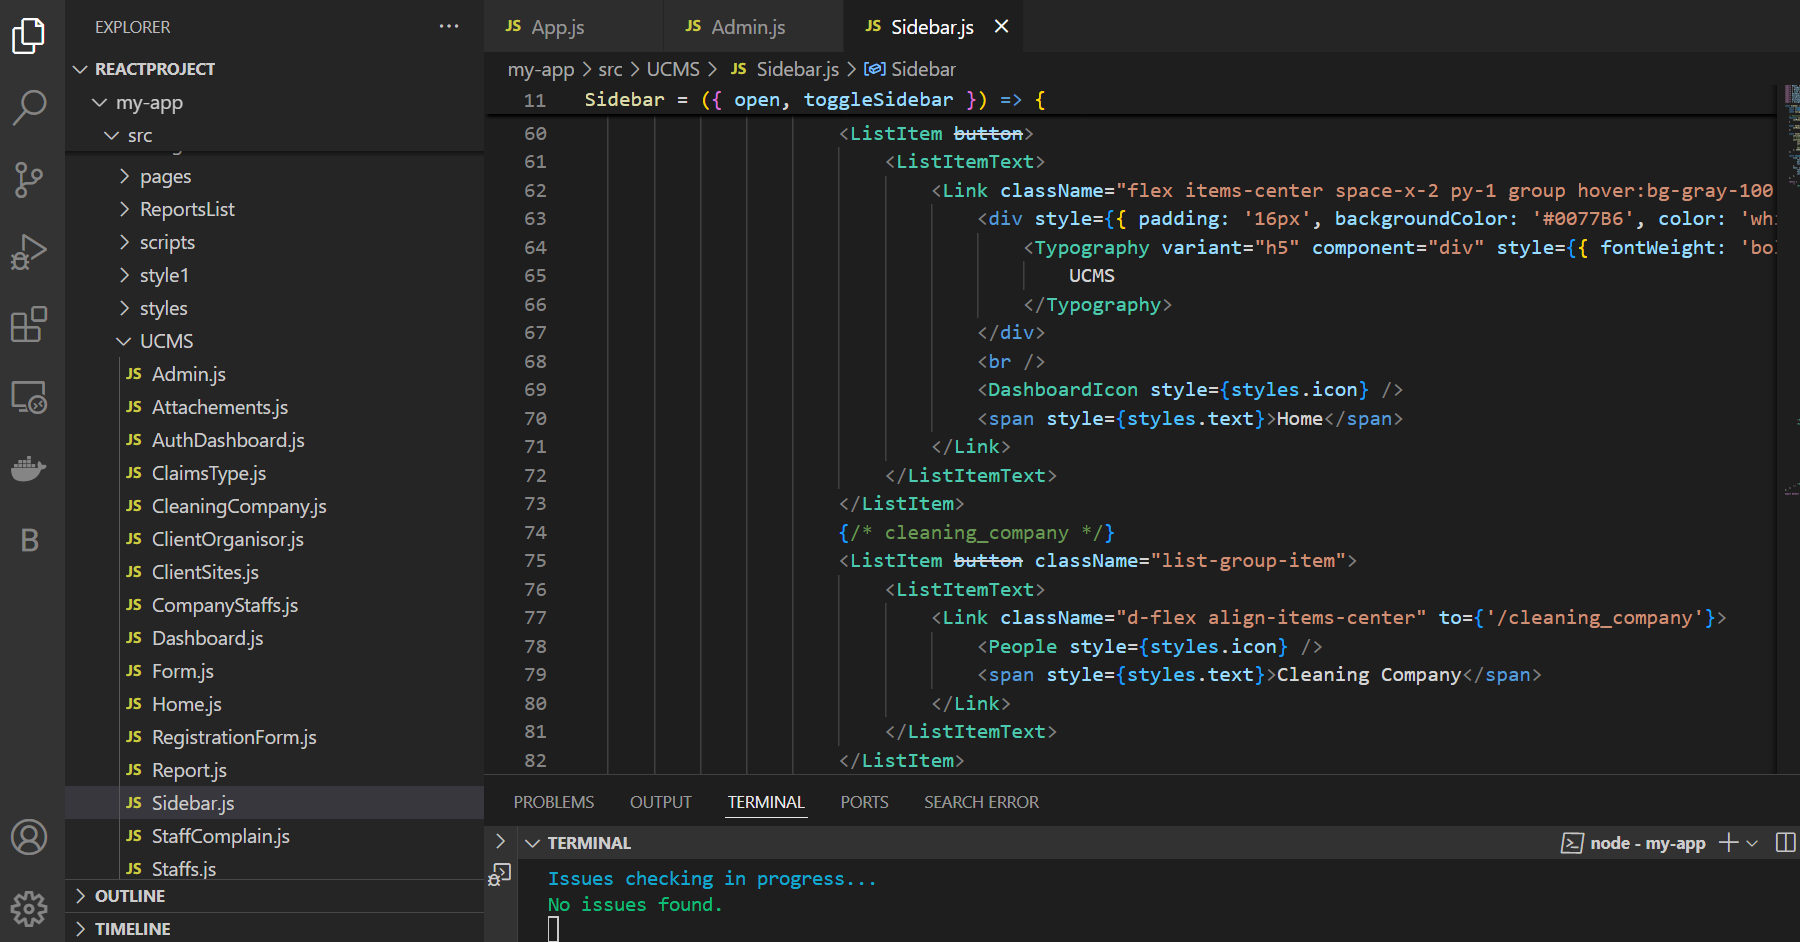 EXPLORER
···
REACTPROJECT
my-app
src
pages
ReportsList
scripts
style1
styles
UCMS
JS Admin.js
JS Attachements.js
JS AuthDashboard.js
JS ClaimsType.js
JS CleaningCompany.js
JS ClientOrganisor.js
JS ClientSites.js
JS CompanyStaffs.js
JS Dashboard.js
JS Form.js
JS Home.js
JS RegistrationForm.js
JS Report.js
JS Sidebar.js
JS StaffComplain.js
JS Staffs.js
OUTLINE
TIMELINE
B
JS App.js
JS Admin.js
JS Sidebar.js
my-app > src > UCMS > JS Sidebar.js > Sidebar
11 Sidebar = ({ open, toggleSidebar }) => {
60 <ListItem button>
61 <ListItemText>
62 <Link className="flex items-center space-x-2 py-1 group hover:bg-gray-100
63 <div style={{ padding: '16px', backgroundColor: '#0077B6', color: 'whi
64 <Typography variant="h5" component="div" style={{ fontWeight: 'bol
65 UCMS
66 </Typography>
67 </div>
68 <br />
69 <DashboardIcon style={styles.icon} />
70 <span style={styles.text}>Home</span>
71 </Link>
72 </ListItemText>
73 </ListItem>
74 {/* cleaning_company */}
75 <ListItem button className="list-group-item">
76 <ListItemText>
77 <Link className="d-flex align-items-center" to={'/cleaning_company'}>
78 <People style={styles.icon} />
79 <span style={styles.text}>Cleaning Company</span>
80 </Link>
81 </ListItemText>
82 </ListItem>
PROBLEMS
OUTPUT
TERMINAL
PORTS
SEARCH ERROR
TERMINAL
node - my-app
Issues checking in progress...
No issues found.